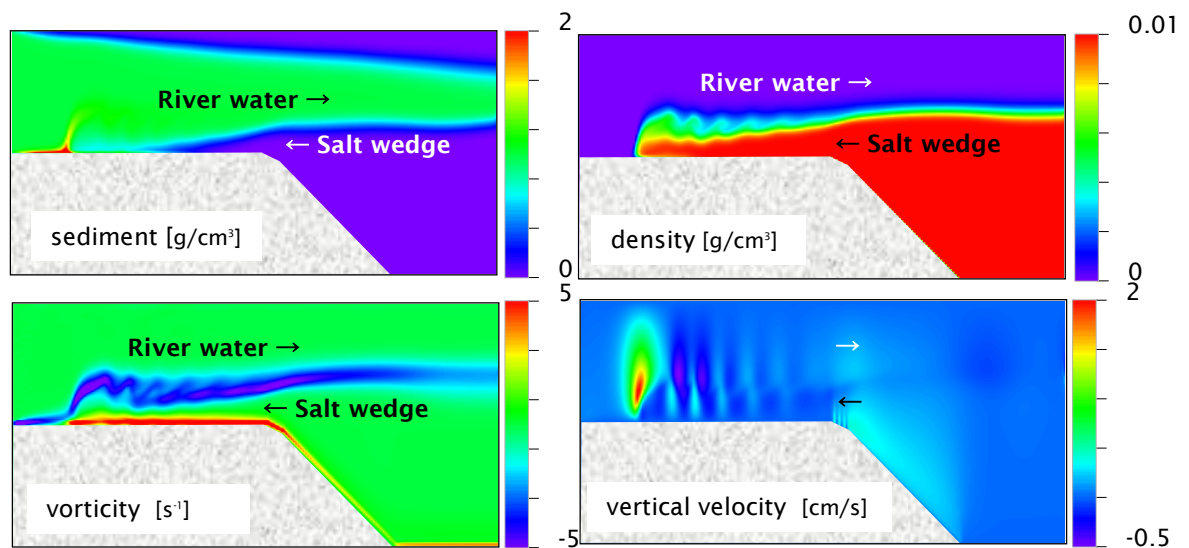 2
River water →
← Salt wedge
sediment [g/cm³]
0
0.01
River water →
← Salt wedge
density [g/cm³]
0
5
River water →
← Salt wedge
vorticity [s⁻¹]
-5
2
→
←
vertical velocity [cm/s]
-0.5